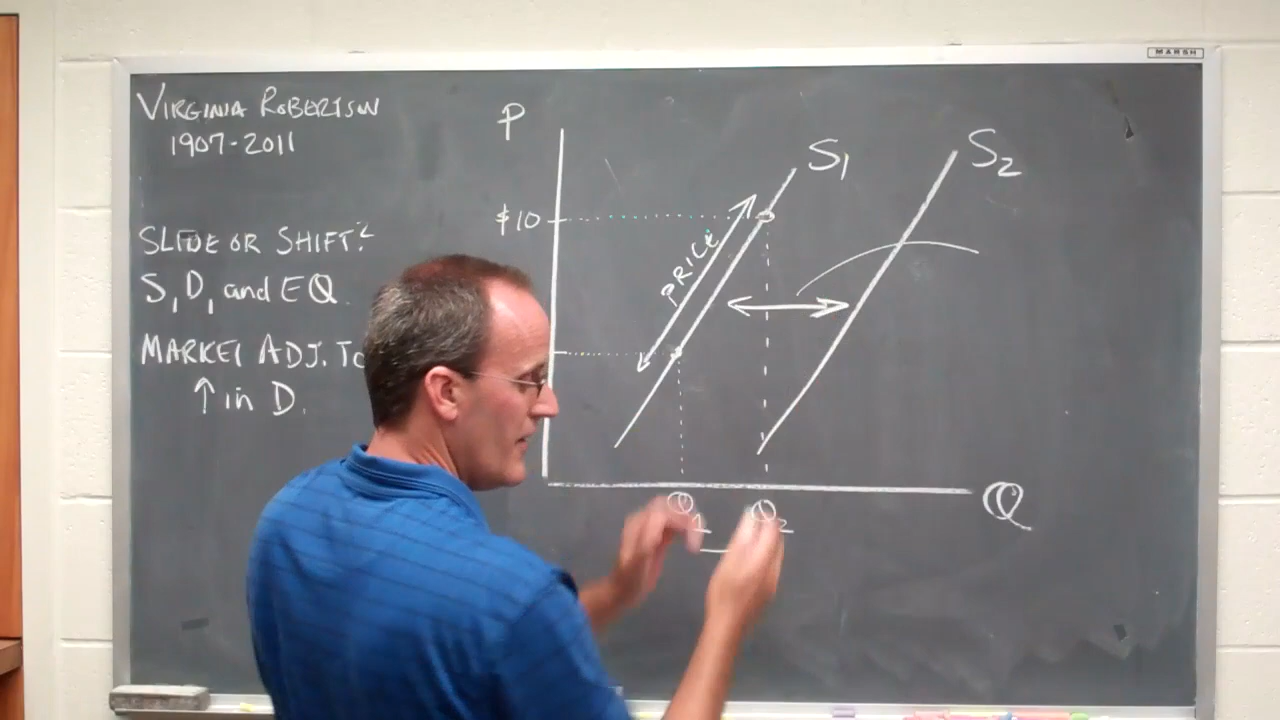 MARSH
VIRGINIA ROBERTSON
1907-2011
SLIDE OR SHIFT?
S, D, and EQ.
MARKET ADJ. TO
↑ in D.
P
$10
PRICE
S1
S2
Q1
Q2
Q